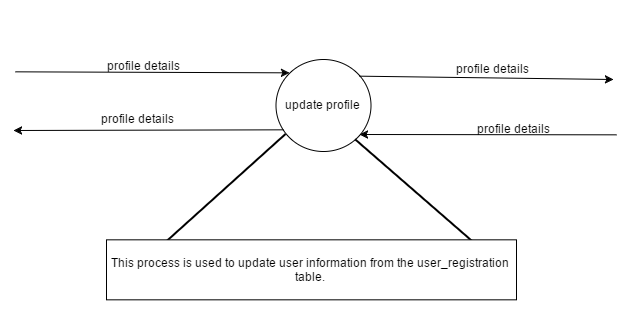 profile details
profile details
update profile
profile details
profile details
This process is used to update user information from the user_registration
table.